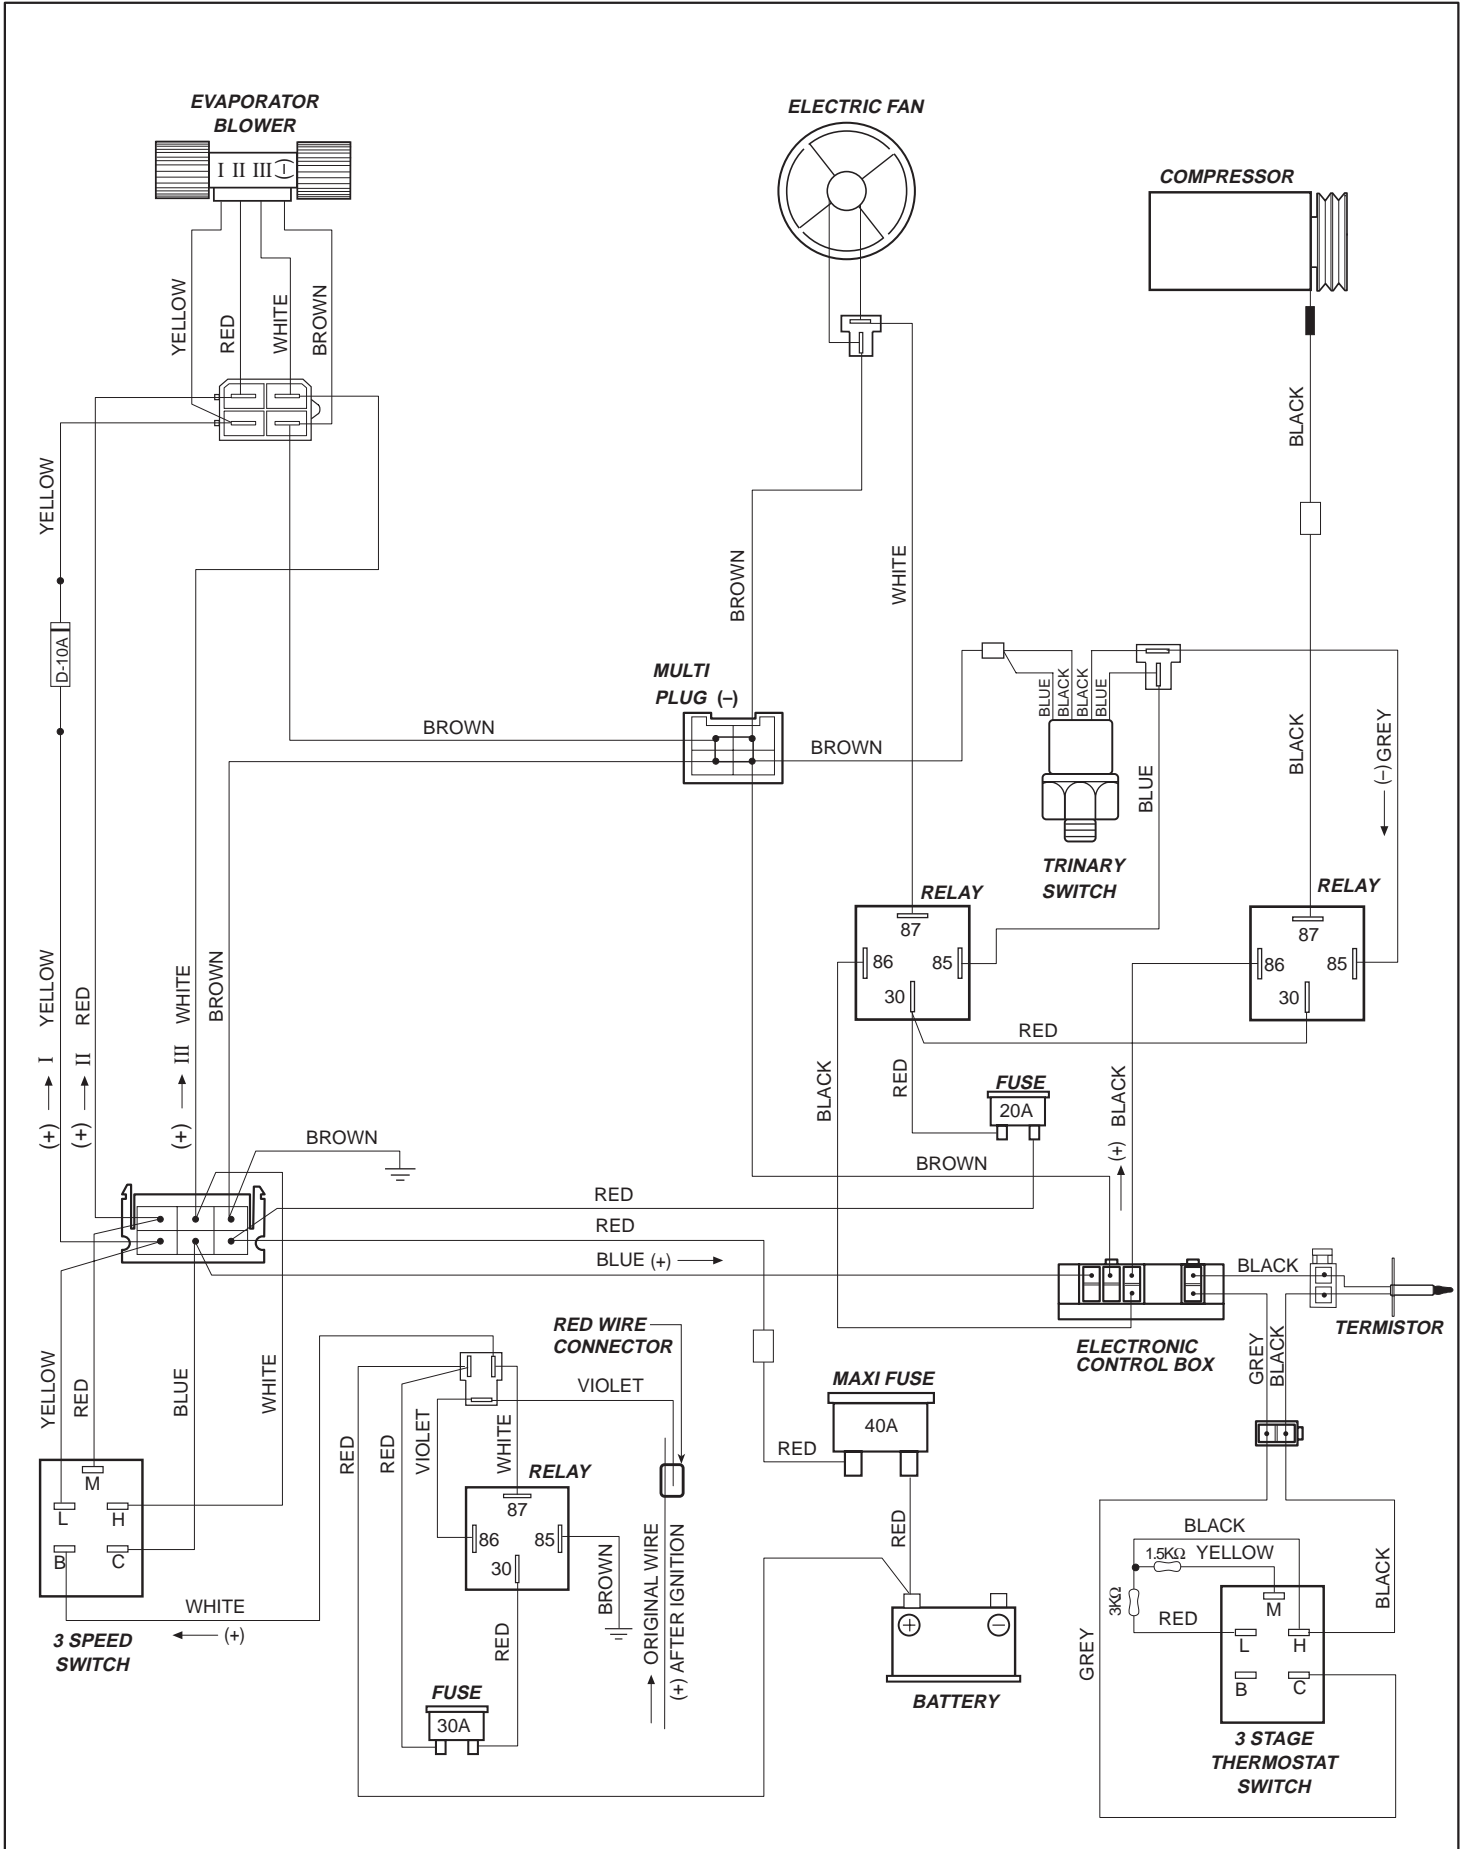 EVAPORATOR
BLOWER
I II III
ELECTRIC FAN
COMPRESSOR
YELLOW
RED
WHITE
BROWN
BLACK
YELLOW
BROWN
WHITE
D-10A
MULTI
PLUG (–)
BROWN
BROWN
BLUE
BLACK
BLACK
BLUE
BLUE
BLACK
(–) GREY
TRINARY
SWITCH
RELAY
87
86
85
30
RELAY
87
86
85
30
RED
(+) I YELLOW
(+) II RED
(+) III WHITE
BROWN
BLACK
RED
FUSE
20A
(+) BLACK
BROWN
BROWN
RED
RED
BLUE (+)
BLACK
TERMISTOR
ELECTRONIC
CONTROL BOX
GREY
BLACK
RED WIRE
CONNECTOR
VIOLET
MAXI FUSE
40A
RED
YELLOW
RED
BLUE
WHITE
RED
RED
VIOLET
WHITE
RELAY
87
86
85
30
M
L
H
B
C
WHITE
(+)
3 SPEED
SWITCH
RED
BROWN
ORIGINAL WIRE
(+) AFTER IGNITION
FUSE
30A
RED
+
–
BATTERY
BLACK
1.5KΩ YELLOW
3KΩ
RED
BLACK
GREY
M
L
H
B
C
3 STAGE
THERMOSTAT
SWITCH